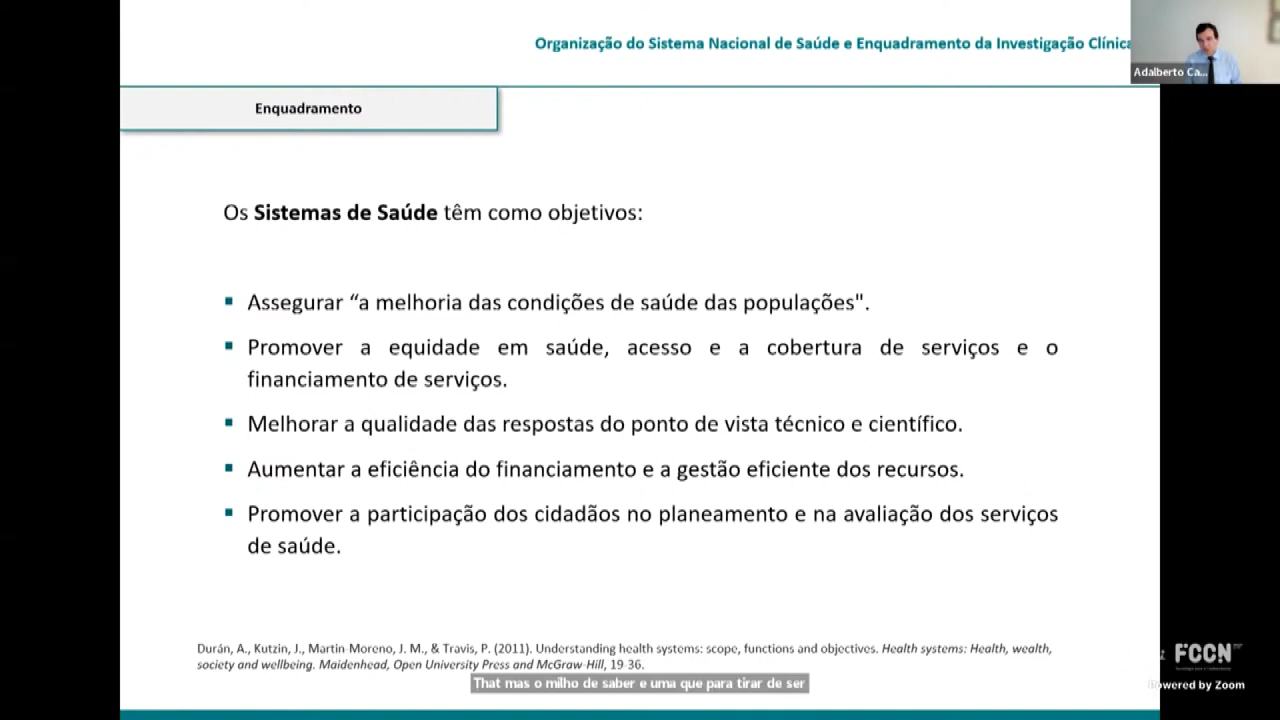 Organização do Sistema Nacional de Saúde e Enquadramento da Investigação Clínica
Adalberto Ca...
Enquadramento
Os Sistemas de Saúde têm como objetivos:
▪ Assegurar “a melhoria das condições de saúde das populações".
▪ Promover a equidade em saúde, acesso e a cobertura de serviços e o
financiamento de serviços.
▪ Melhorar a qualidade das respostas do ponto de vista técnico e científico.
▪ Aumentar a eficiência do financiamento e a gestão eficiente dos recursos.
▪ Promover a participação dos cidadãos no planeamento e na avaliação dos serviços
de saúde.
Durán, A., Kutzin, J., Martin-Moreno, J. M., & Travis, P. (2011). Understanding health systems: scope, functions and objectives. Health systems: Health, wealth,
society and wellbeing. Maidenhead, Open University Press and McGraw-Hill, 19-36.
That mas o milho de saber e uma que para tirar de ser
FCCN
Powered by Zoom